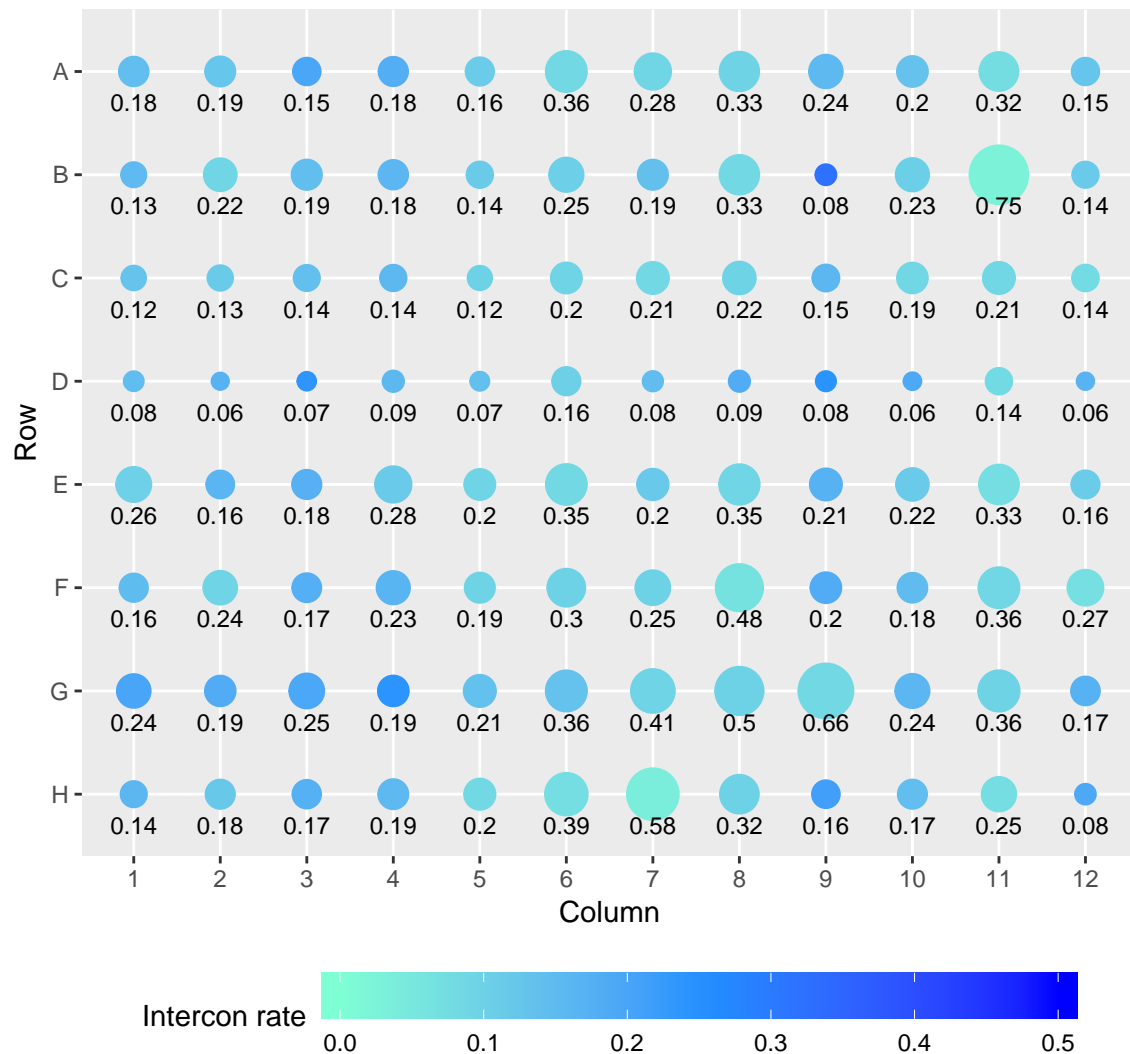 A
0.18 0.19 0.15 0.18 0.16 0.36 0.28 0.33 0.24 0.2 0.32 0.15
B
0.13 0.22 0.19 0.18 0.14 0.25 0.19 0.33 0.08 0.23 0.75 0.14
C
0.12 0.13 0.14 0.14 0.12 0.2 0.21 0.22 0.15 0.19 0.21 0.14
D
0.08 0.06 0.07 0.09 0.07 0.16 0.08 0.09 0.08 0.06 0.14 0.06
Row
E
0.26 0.16 0.18 0.28 0.2 0.35 0.2 0.35 0.21 0.22 0.33 0.16
F
0.16 0.24 0.17 0.23 0.19 0.3 0.25 0.48 0.2 0.18 0.36 0.27
G
0.24 0.19 0.25 0.19 0.21 0.36 0.41 0.5 0.66 0.24 0.36 0.17
H
0.14 0.18 0.17 0.19 0.2 0.39 0.58 0.32 0.16 0.17 0.25 0.08
1 2 3 4 5 6 7 8 9 10 11 12
Column
Intercon rate
0.0 0.1 0.2 0.3 0.4 0.5